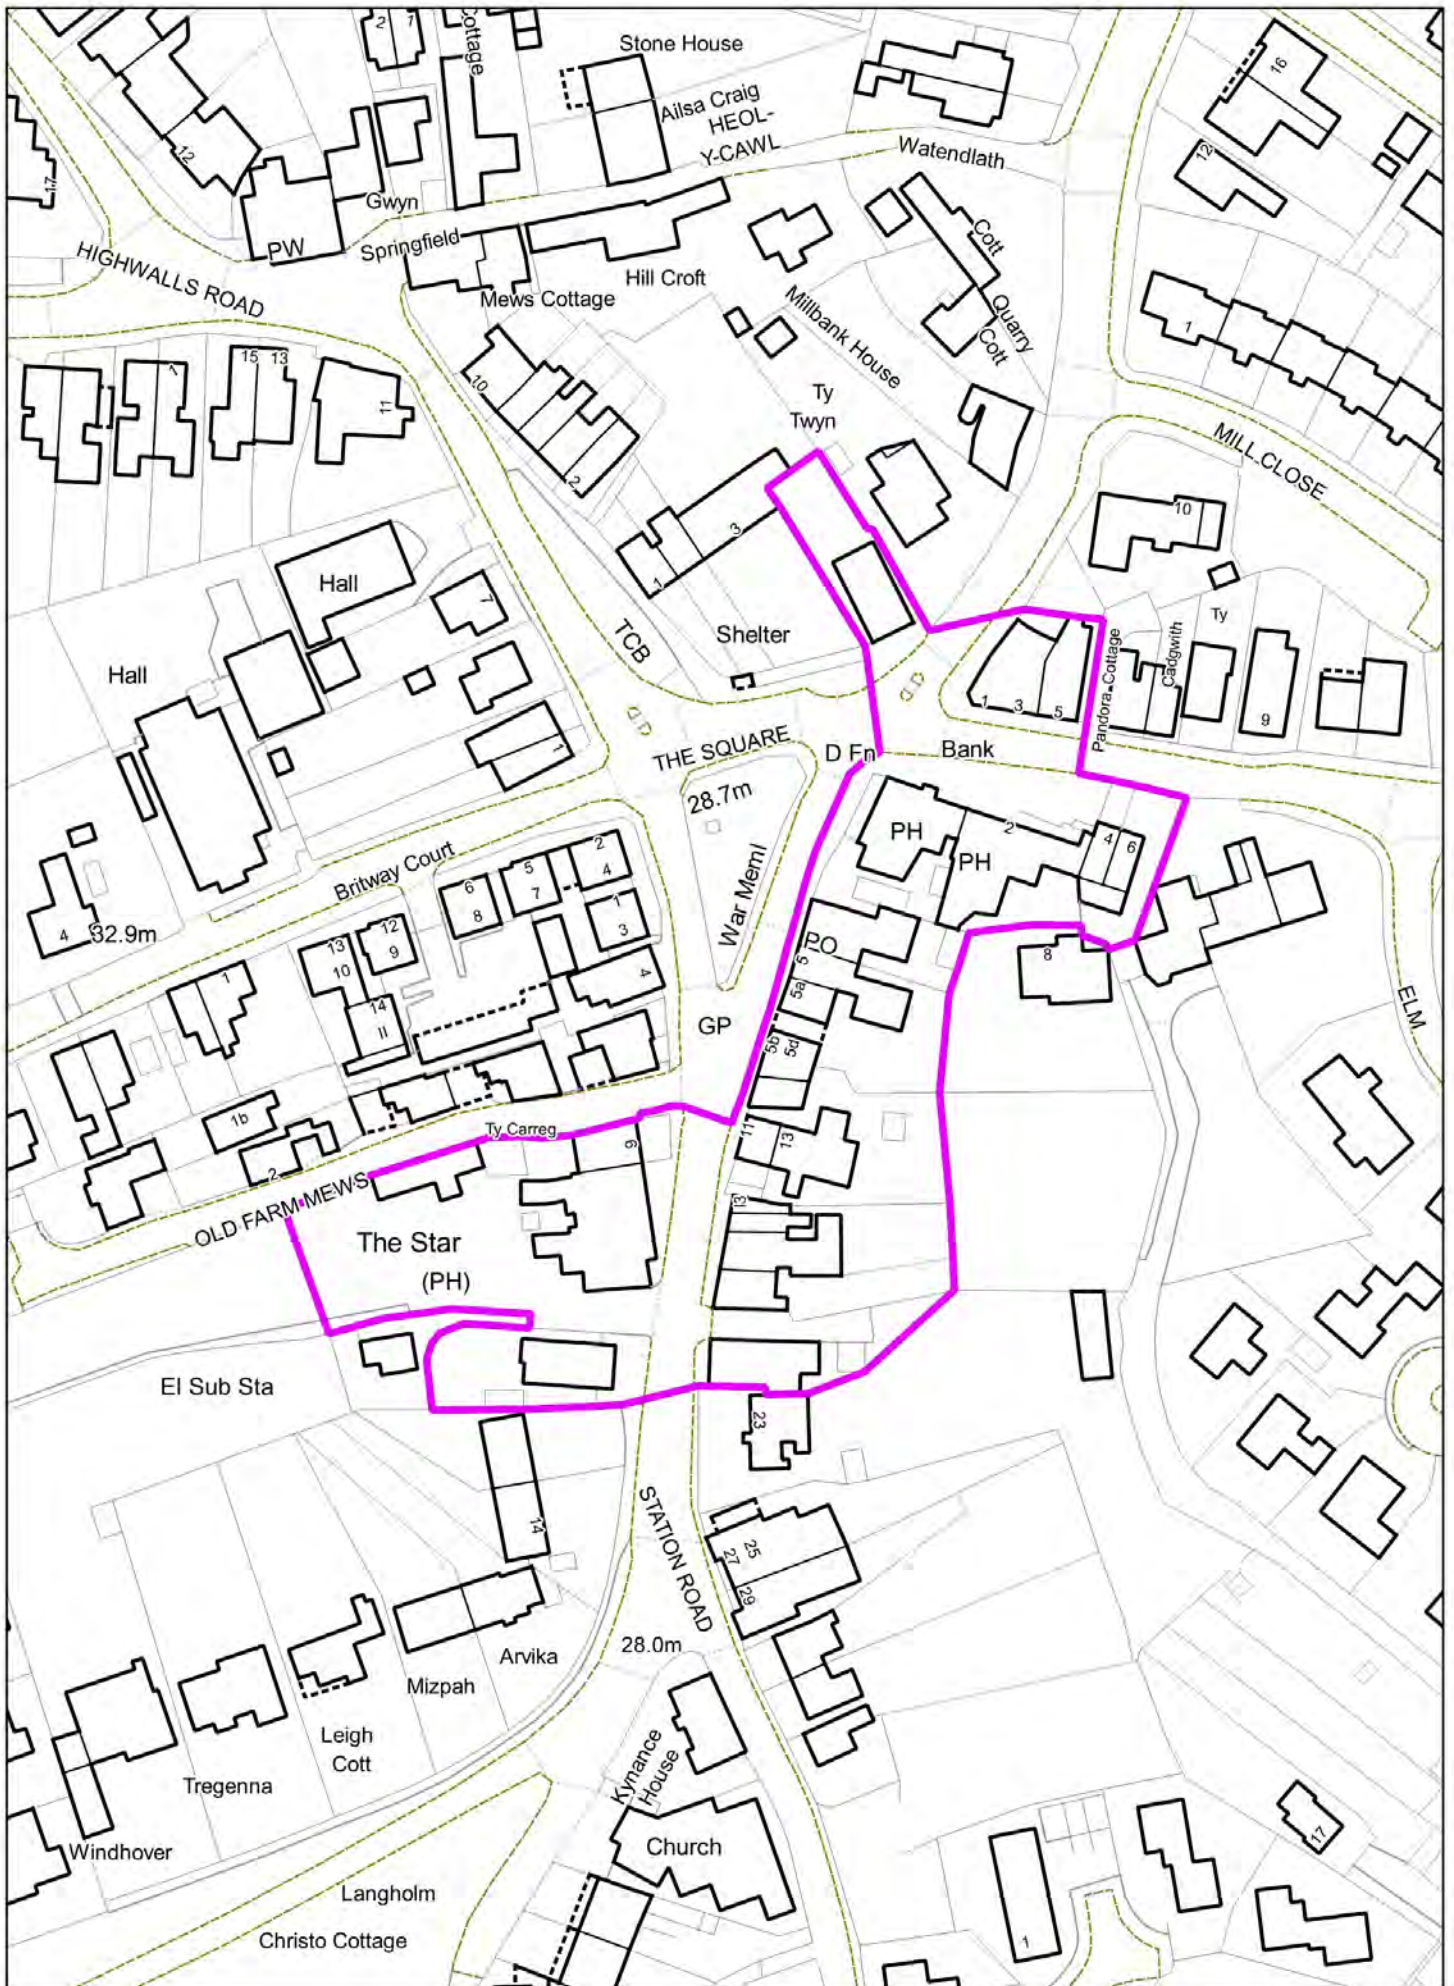 2
1
Cottage
Stone House
16
Ailsa Craig
HEOL-
Y-CAWL
Watendlath
12
12
17
Gwyn
PW
Springfield
Cott
HIGHWALLS ROAD
Hill Croft
Mews Cottage
Millbank House
Quarry
Cott
1
15
13
7
11
10
2
Ty
Twyn
MILL CLOSE
10
3
1
Hall
7
Hall
TCB
Shelter
Ty
Cadgwith
Pandora Cottage
1
3
5
9
1
THE SQUARE
D Fn
Bank
28.7m
PH
2
PH
4
6
Britway Court
2
4
5
7
6
8
1
3
War Meml
4
32.9m
12
9
13
10
PO
5
8
1
4
5a
14
11
GP
5b
5d
ELM
1b
Ty Carreg
6
11
13
2
OLD FARM MEWS
13
The Star
(PH)
El Sub Sta
23
14
STATION ROAD
25
27
29
28.0m
Arvika
Mizpah
Leigh
Cott
Tregenna
Kynance
House
Windhover
Church
17
Langholm
Christo Cottage
1